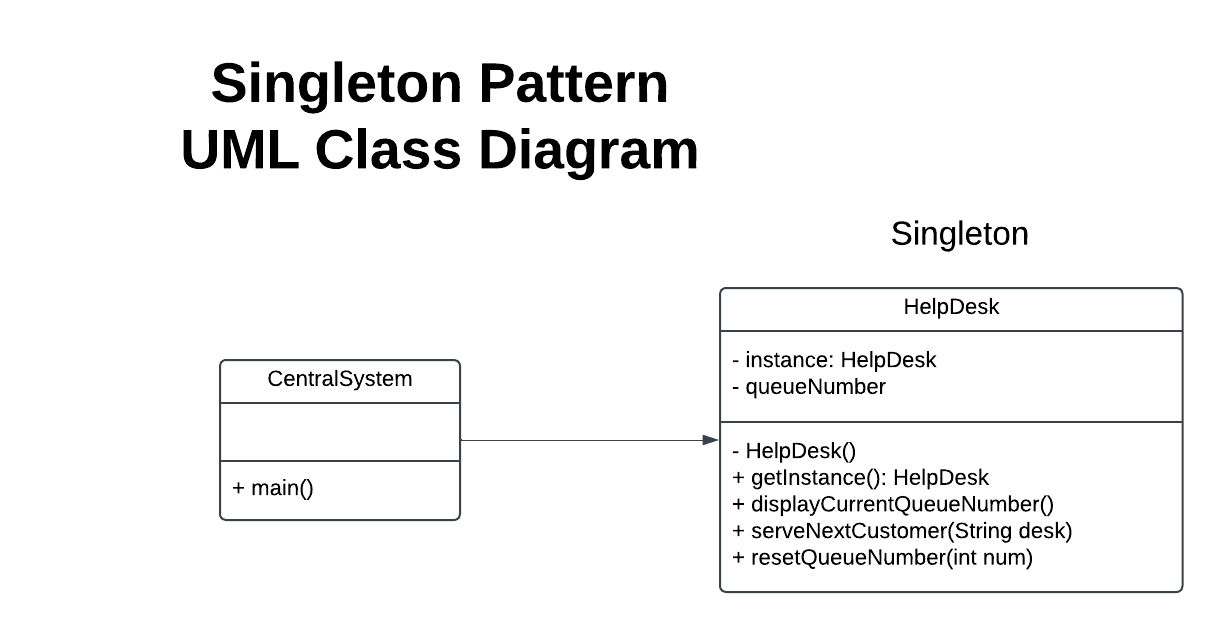 Singleton Pattern
UML Class Diagram
Singleton
HelpDesk
- instance: HelpDesk
- queueNumber
- HelpDesk()
+ getInstance(): HelpDesk
+ displayCurrentQueueNumber()
+ serveNextCustomer(String desk)
+ resetQueueNumber(int num)
CentralSystem
+ main()